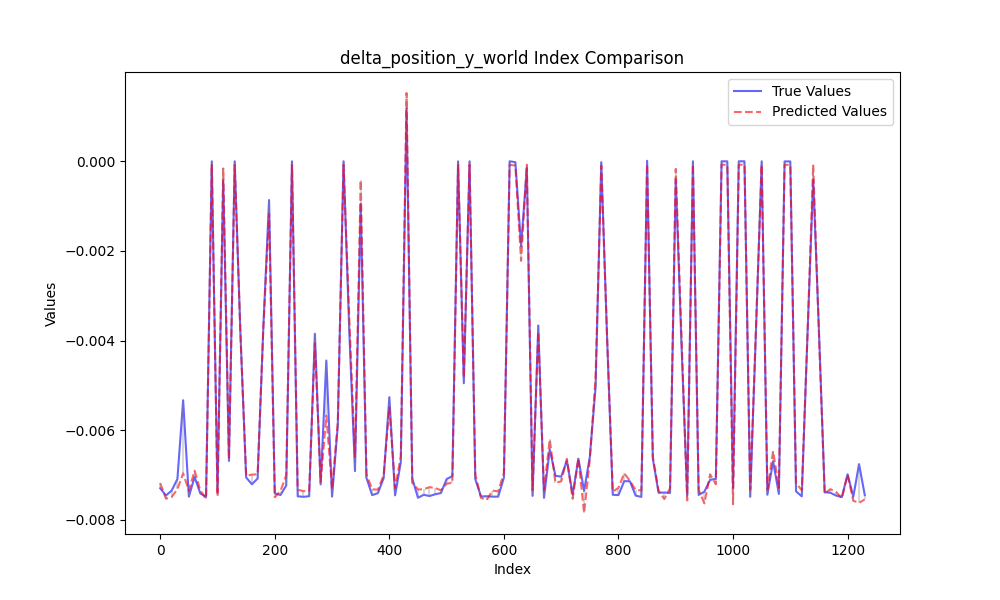 delta_position_y_world Index Comparison
True Values
Predicted Values
0.000
−0.002
−0.004
−0.006
−0.008
Values
0 200 400 600 800 1000 1200
Index